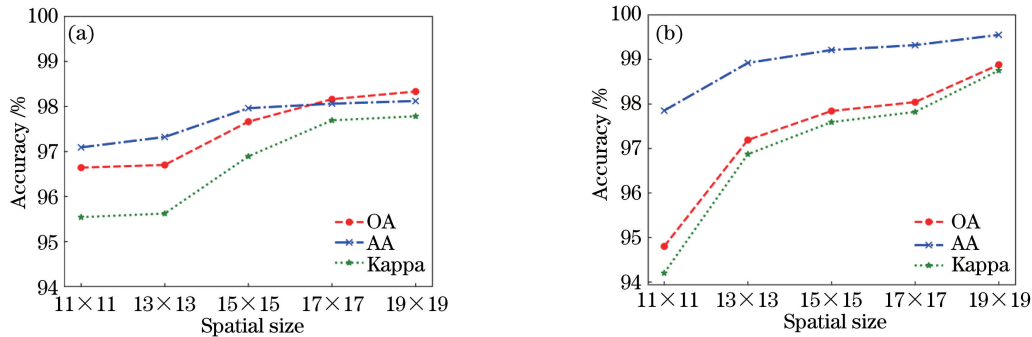 (a)
Accuracy /%
100
99
98
97
96
95
94
11×11 13×13 15×15 17×17 19×19
Spatial size
OA
AA
Kappa
(b)
Accuracy /%
100
99
98
97
96
95
94
11×11 13×13 15×15 17×17 19×19
Spatial size
OA
AA
Kappa